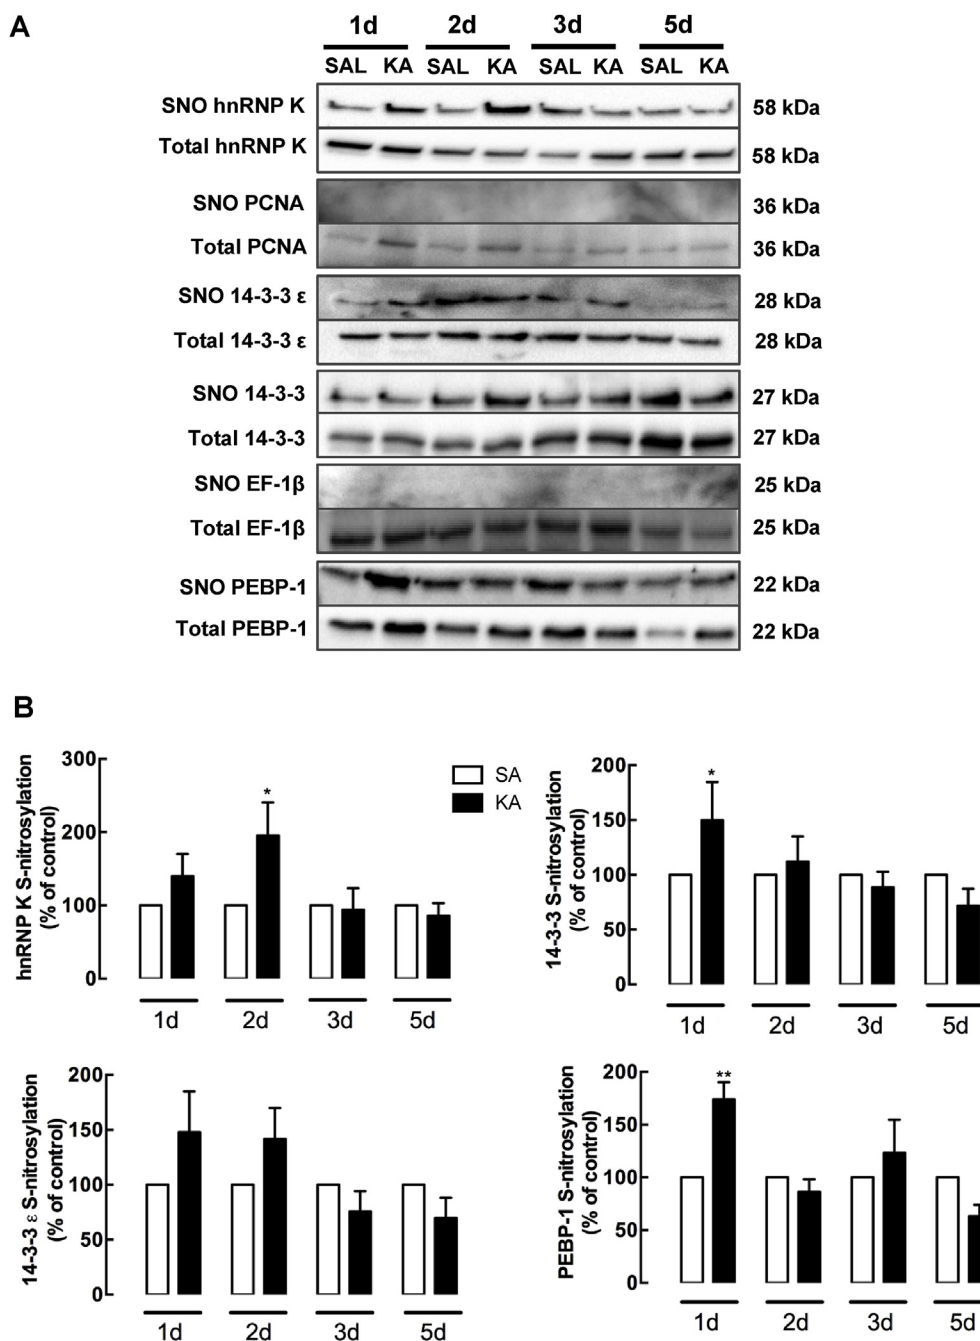 A
1d 2d 3d 5d
SAL KA SAL KA SAL KA SAL KA
SNO hnRNP K 58 kDa
Total hnRNP K 58 kDa
SNO PCNA 36 kDa
Total PCNA 36 kDa
SNO 14-3-3 ε 28 kDa
Total 14-3-3 ε 28 kDa
SNO 14-3-3 27 kDa
Total 14-3-3 27 kDa
SNO EF-1β 25 kDa
Total EF-1β 25 kDa
SNO PEBP-1 22 kDa
Total PEBP-1 22 kDa
B
hnRNP K S-nitrosylation
(% of control)
300
200
100
0
*
1d 2d 3d 5d
SA
KA
14-3-3 S-nitrosylation
(% of control)
200
150
100
50
0
*
1d 2d 3d 5d
14-3-3 ε S-nitrosylation
(% of control)
200
150
100
50
0
1d 2d 3d 5d
PEBP-1 S-nitrosylation
(% of control)
200
150
100
50
0
**
1d 2d 3d 5d